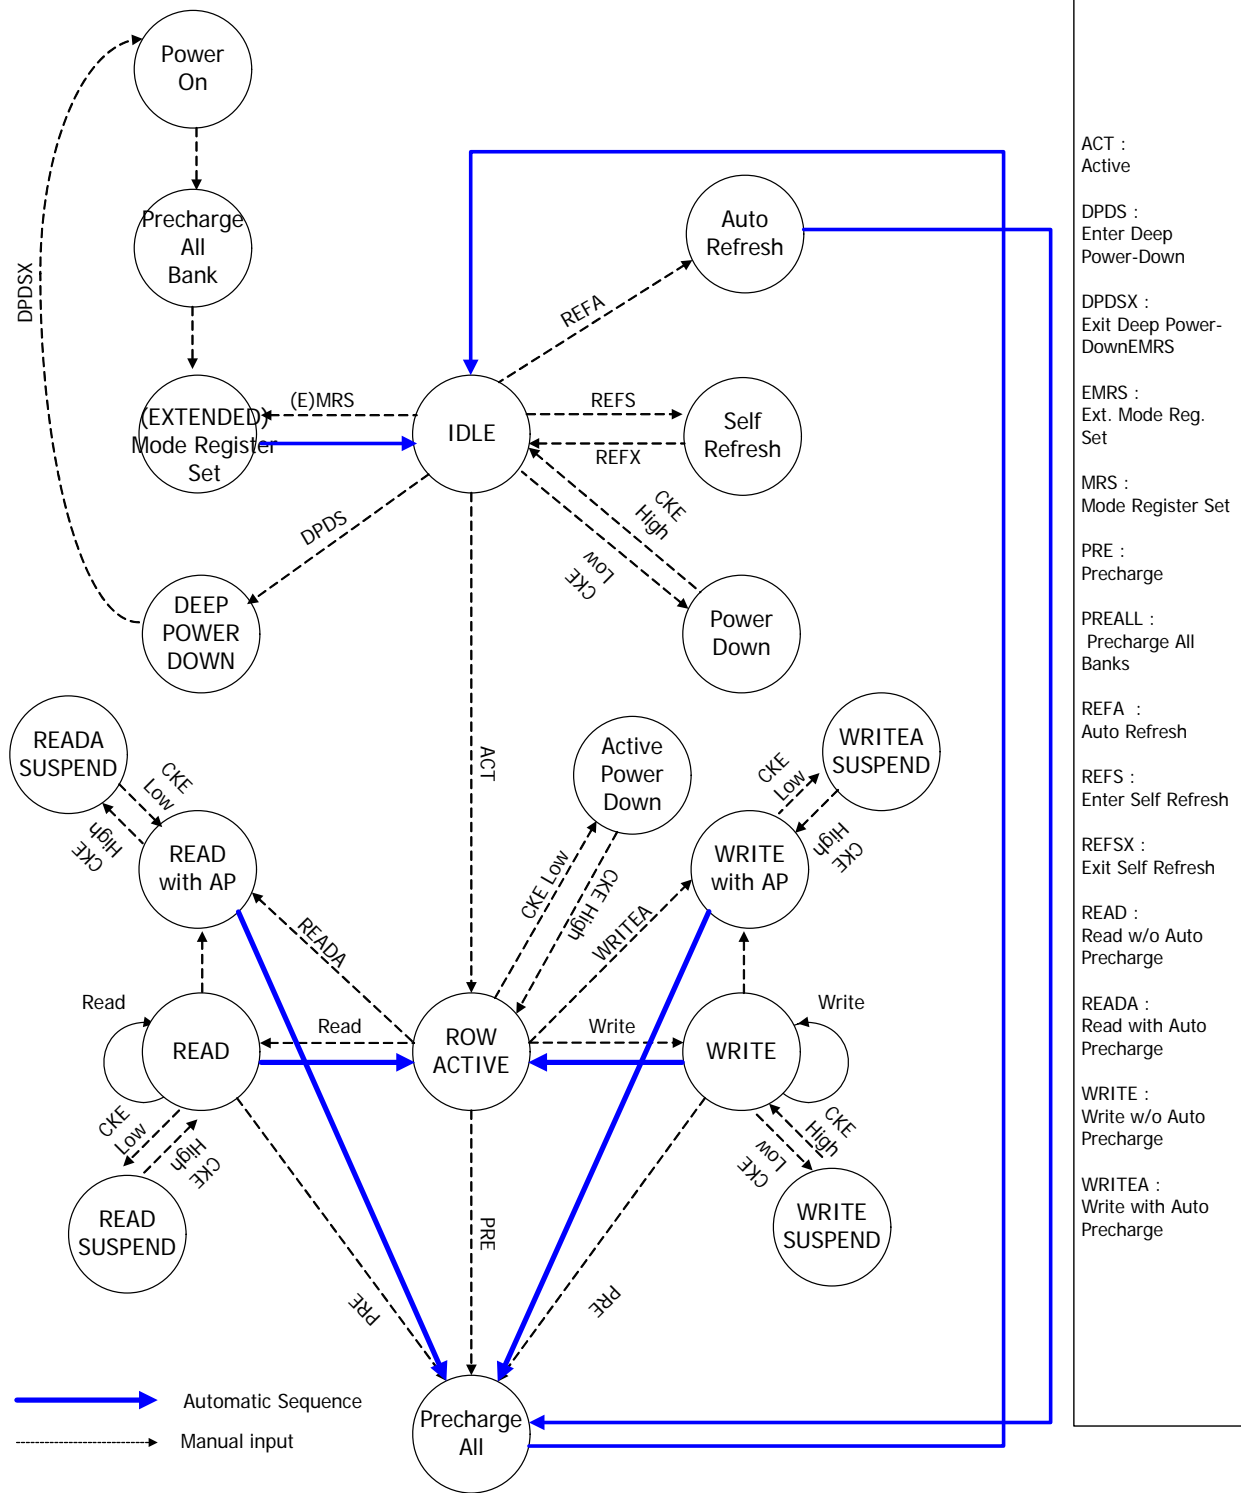 Power
On
Precharge
All
Bank
DPDSX
Auto
Refresh
REFA
(EXTENDED)
Mode Register
Set
(E)MRS
IDLE
REFS
REFX
Self
Refresh
DPDS
CKE
High
CKE
Low
DEEP
POWER
DOWN
Power
Down
READA
SUSPEND
CKE
Low
CKE
High
ACT
Active
Power
Down
CKE
Low
WRITEA
SUSPEND
CKE
High
READ
with AP
CKE Low
CKE High
WRITE
with AP
READA
WRITEA
Read
READ
Read
ROW
ACTIVE
Write
WRITE
Write
CKE
Low
CKE
High
CKE
High
CKE
Low
READ
SUSPEND
PRE
WRITE
SUSPEND
PRE
PRE
Automatic Sequence
Manual input
Precharge
All
ACT :
Active
DPDS :
Enter Deep
Power-Down
DPDSX :
Exit Deep Power-
DownEMRS
EMRS :
Ext. Mode Reg.
Set
MRS :
Mode Register Set
PRE :
Precharge
PREALL :
Precharge All
Banks
REFA :
Auto Refresh
REFS :
Enter Self Refresh
REFSX :
Exit Self Refresh
READ :
Read w/o Auto
Precharge
READA :
Read with Auto
Precharge
WRITE :
Write w/o Auto
Precharge
WRITEA :
Write with Auto
Precharge